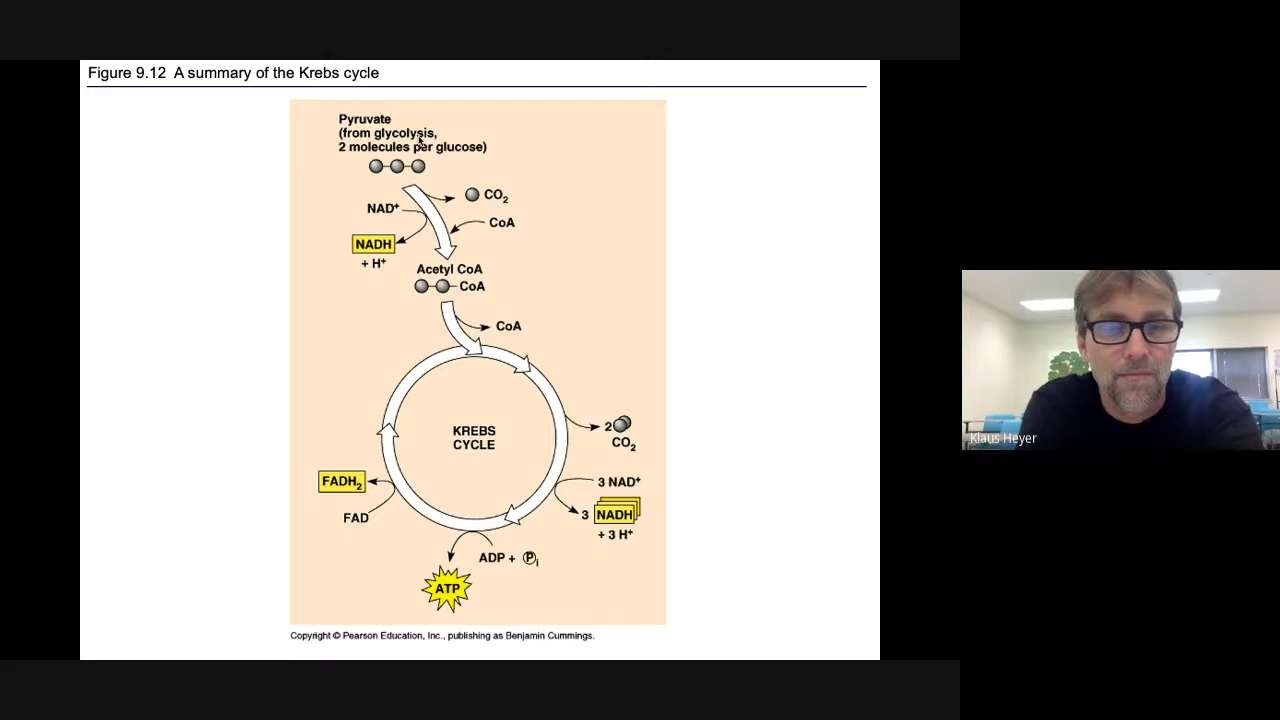 Figure 9.12 A summary of the Krebs cycle
Pyruvate
(from glycolysis,
2 molecules per glucose)
CO₂
NAD⁺
CoA
NADH
+ H⁺
Acetyl CoA
CoA
CoA
KREBS
CYCLE
2
CO₂
FADH₂
3 NAD⁺
3 NADH
FAD
+ 3 H⁺
ADP + Pᵢ
ATP
Copyright © Pearson Education, Inc., publishing as Benjamin Cummings.
Klaus Heyer